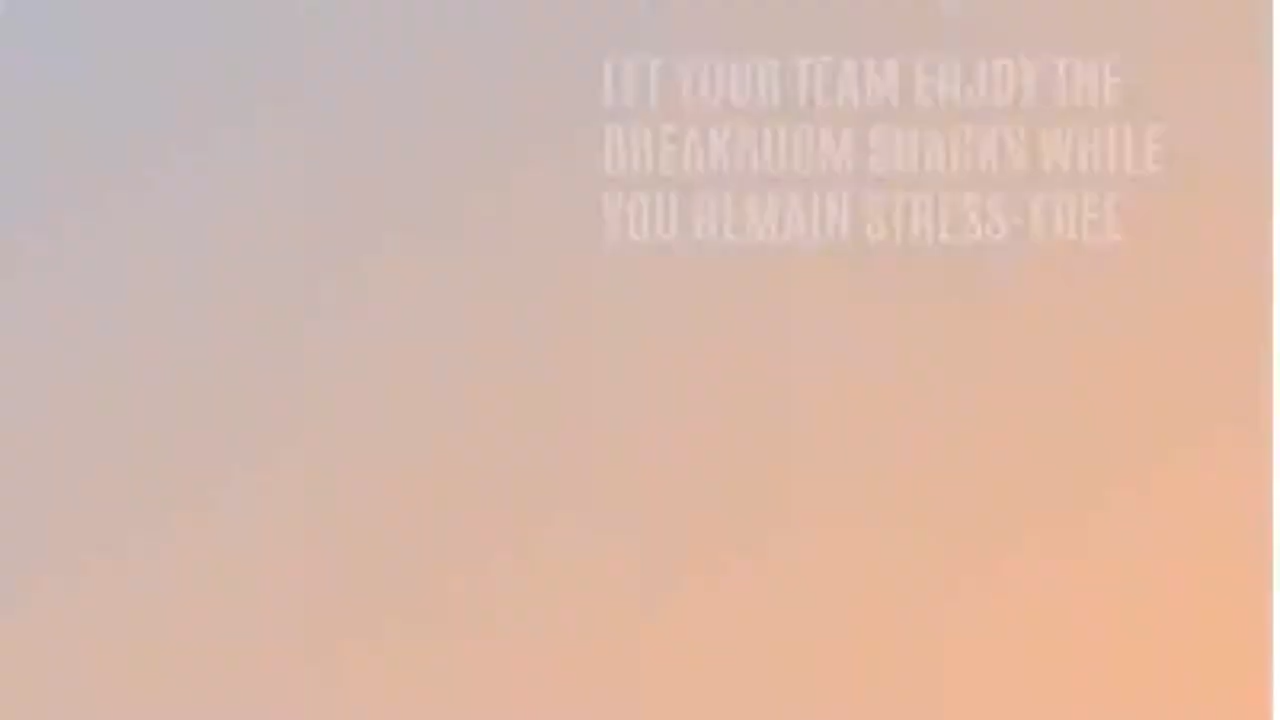 LET YOUR TEAM ENJOY THE
BREAKROOM SNACKS WHILE
YOU REMAIN STRESS-FREE